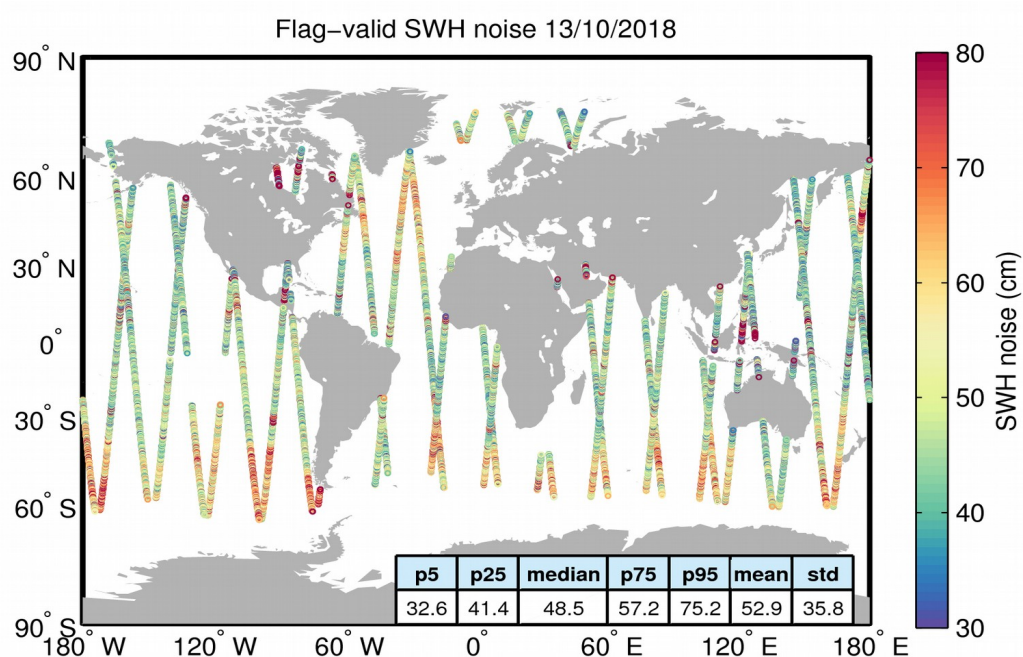 Flag-valid SWH noise 13/10/2018
90° N
60° N
30° N
0°
30° S
60° S
90° S
180° W
120° W
60° W
0°
60° E
120° E
180° E
p5 p25 median p75 p95 mean std
32.6 41.4 48.5 57.2 75.2 52.9 35.8
80
70
60
50
40
30
SWH noise (cm)